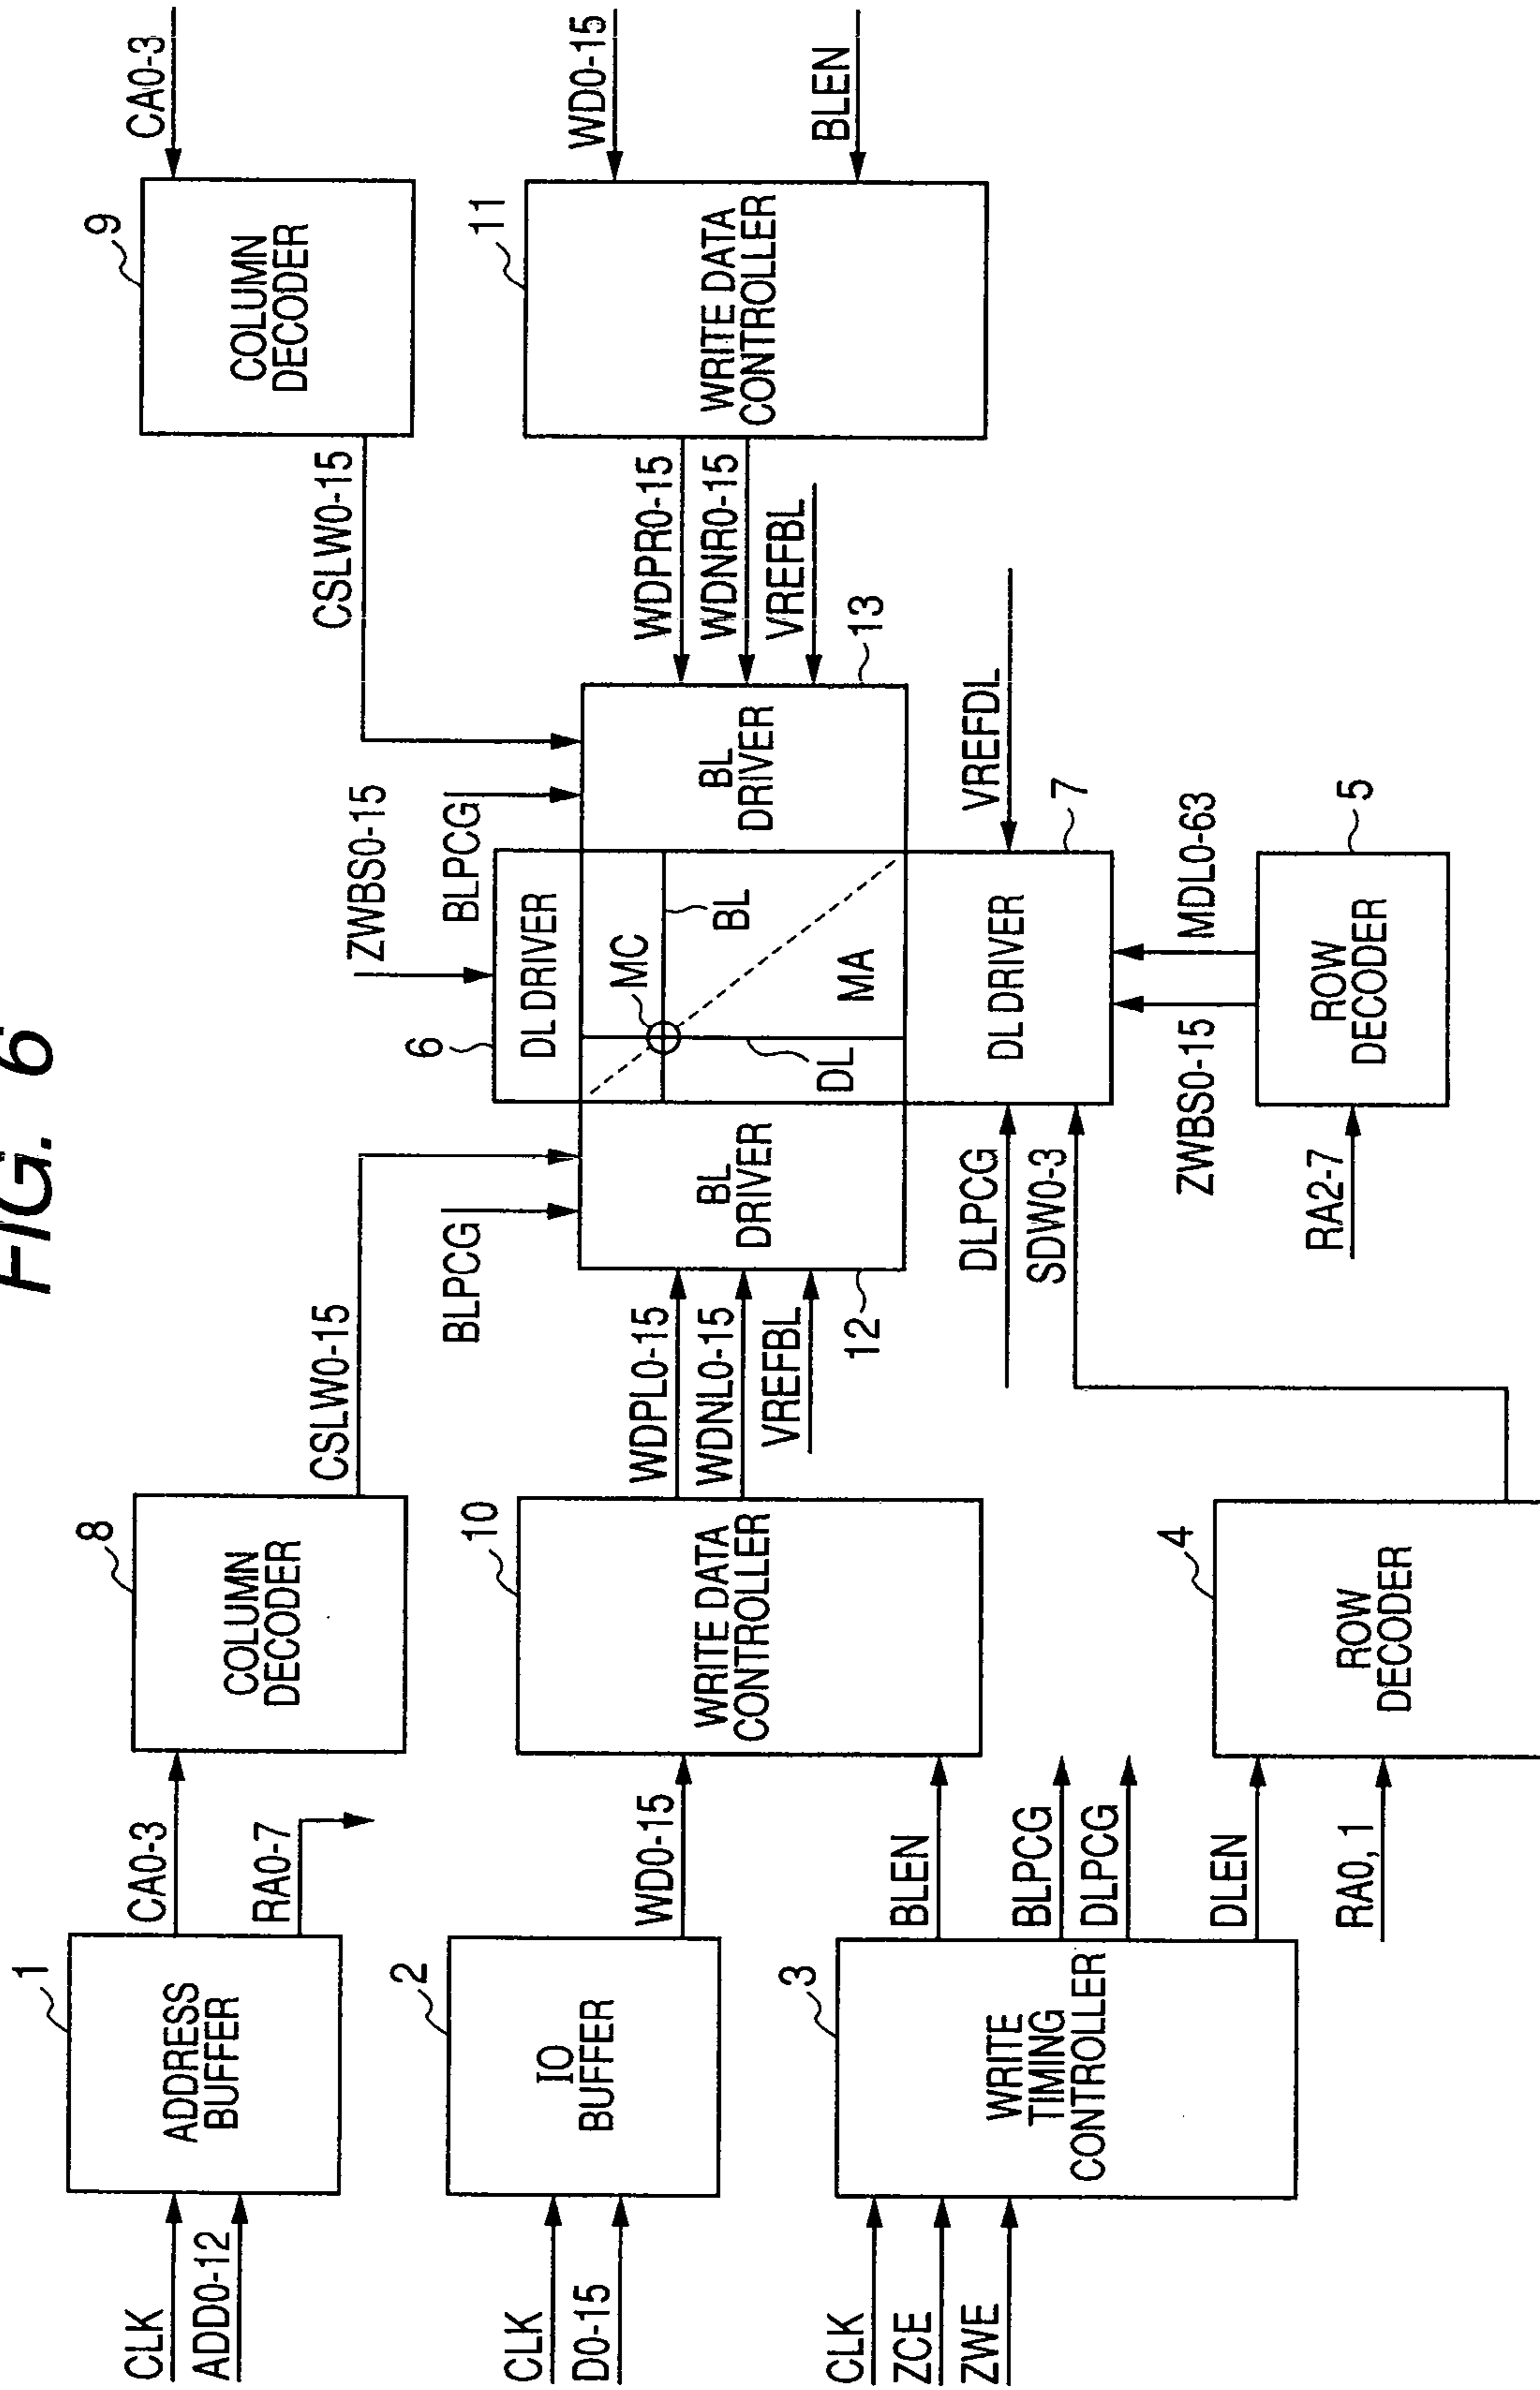 FIG. 6
1
ADDRESS
BUFFER
CLK
ADD0-12
CA0-3
RA0-7
8
COLUMN
DECODER
CSLW0-15
9
COLUMN
DECODER
CA0-3
CSLW0-15
2
IO
BUFFER
CLK
D0-15
WD0-15
10
WRITE DATA
CONTROLLER
WDPL0-15
WDNL0-15
VREFBL
BLPCG
12
BL
DRIVER
6
DL DRIVER
ZWBS0-15
MC
BL
MA
DL
BLPCG
BL
DRIVER
13
WDPR0-15
WDNR0-15
VREFBL
11
WRITE DATA
CONTROLLER
WD0-15
BLEN
3
WRITE
TIMING
CONTROLLER
CLK
ZCE
ZWE
BLEN
BLPCG
DLPCG
DLEN
RA0, 1
4
ROW
DECODER
DLPCG
SDW0-3
DL DRIVER
7
VREFDL
ZWBS0-15
MDL0-63
5
ROW
DECODER
RA2-7